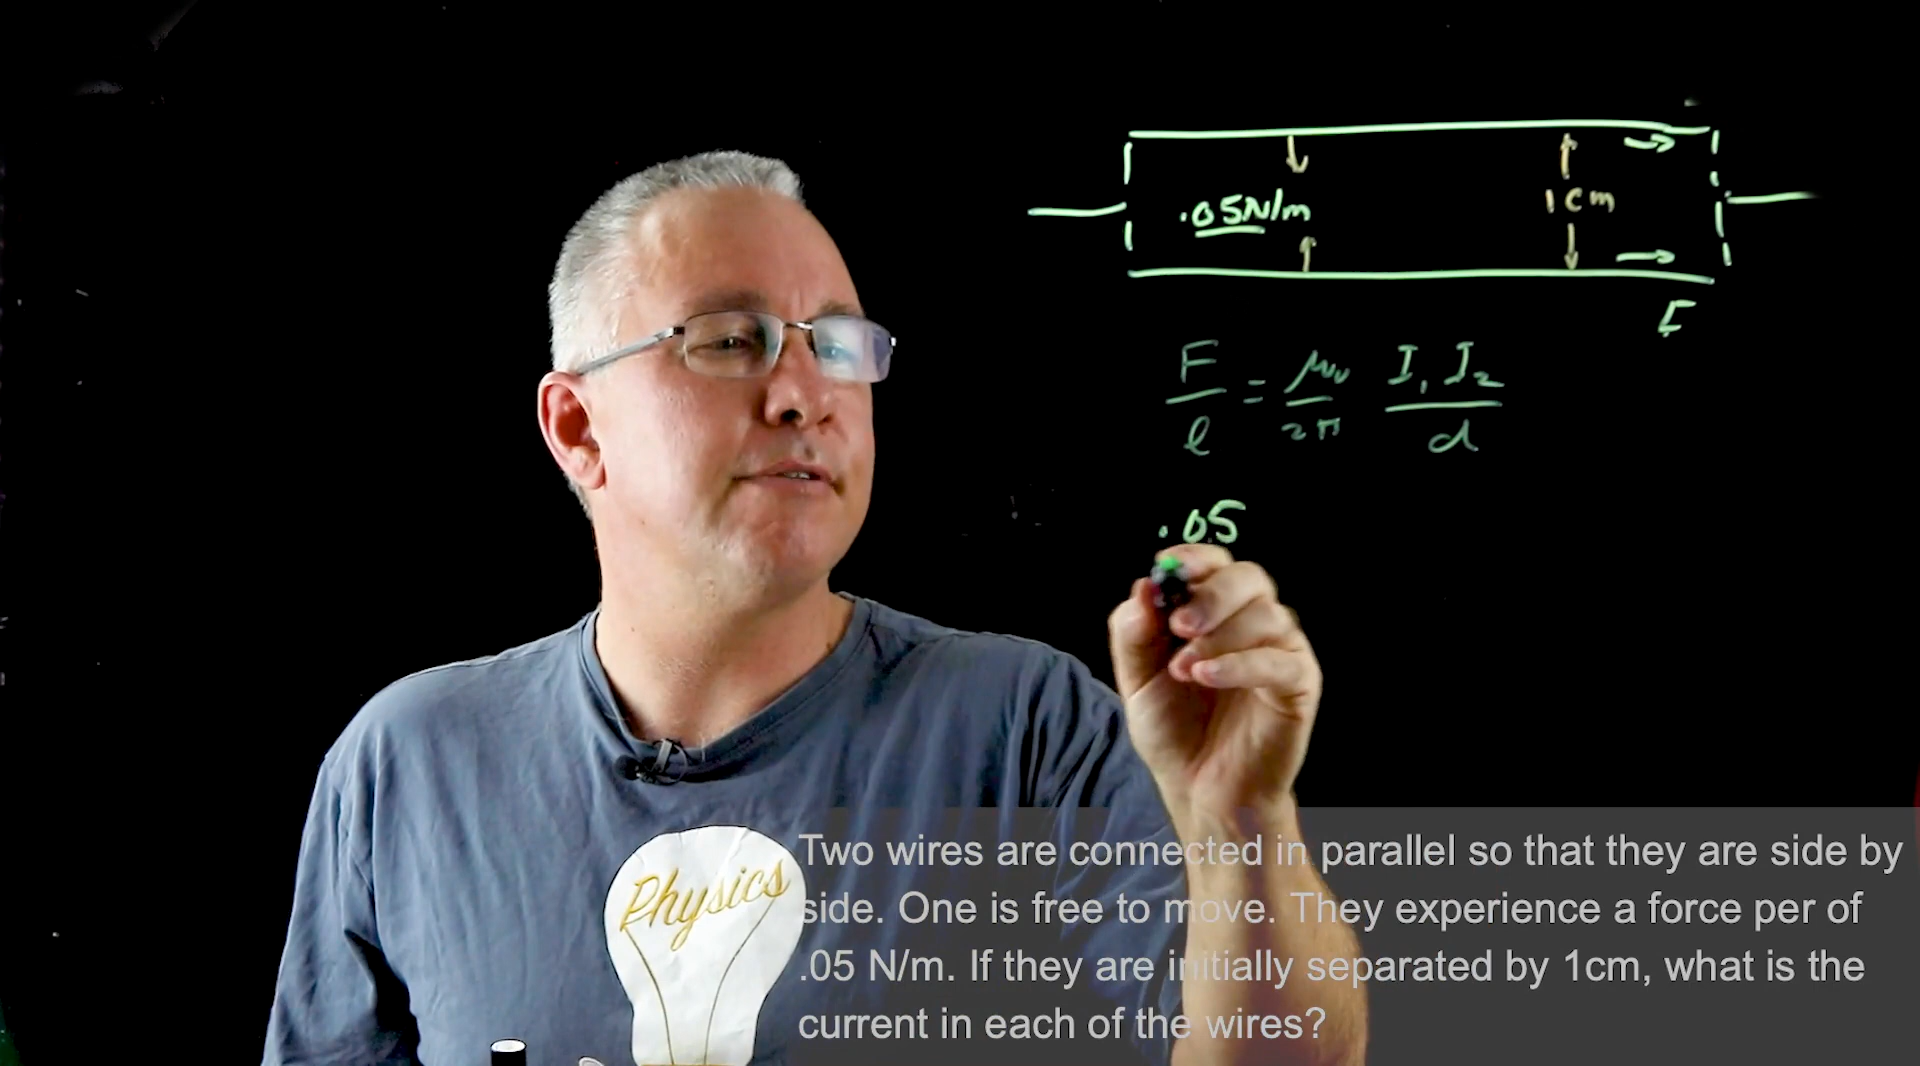 .05N/m
1cm
I
F/l = μ₀/2π I₁ I₂/d
.05
Physics
Two wires are connected in parallel so that they are side by
side. One is free to move. They experience a force per of
.05 N/m. If they are initially separated by 1cm, what is the
current in each of the wires?